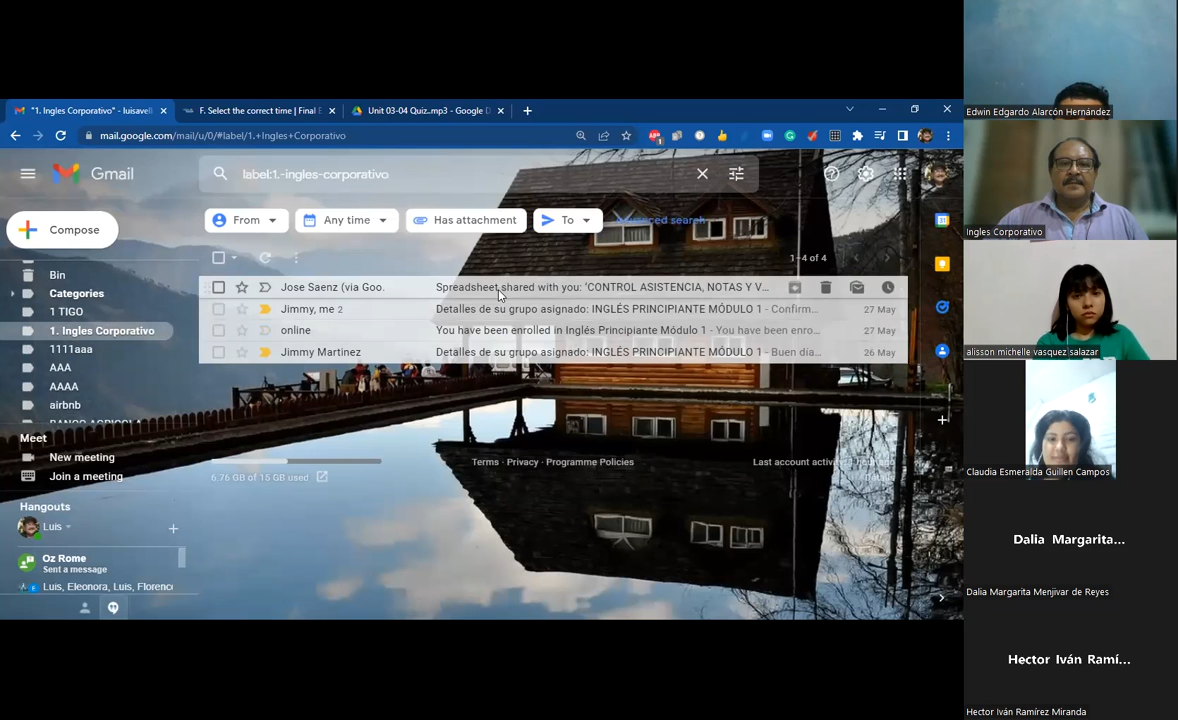 "1. Ingles Corporativo" - luisavel
F. Select the correct time | Final E
Unit 03-04 Quiz..mp3 - Google D
mail.google.com/mail/u/0/#label/1.+Ingles+Corporativo
Gmail
label:1.-ingles-corporativo
Compose
From
Any time
Has attachment
To
Advanced search
1–4 of 4
Bin
Categories
1 TIGO
1. Ingles Corporativo
1111aaa
AAA
AAAA
airbnb
BANCO AGRICOLA
Jose Saenz (via Goo.
Spreadsheet shared with you: 'CONTROL ASISTENCIA, NOTAS Y V...
Jimmy, me 2
Detalles de su grupo asignado: INGLÉS PRINCIPIANTE MÓDULO 1 - Confirm...
27 May
online
You have been enrolled in Inglés Principiante Módulo 1 - You have been enro...
27 May
Jimmy Martinez
Detalles de su grupo asignado: INGLÉS PRINCIPIANTE MÓDULO 1 - Buen día...
26 May
Meet
New meeting
Join a meeting
Hangouts
Luis
Oz Rome
Sent a message
Luis, Eleonora, Luis, Florenc
6.76 GB of 15 GB used
Terms · Privacy · Programme Policies
Last account activity:
Edwin Edgardo Alarcón Hernández
Ingles Corporativo
alisson michelle vasquez salazar
Claudia Esmeralda Guillen Campos
Dalia Margarita...
Dalia Margarita Menjivar de Reyes
Hector Iván Ramí...
Hector Iván Ramírez Miranda